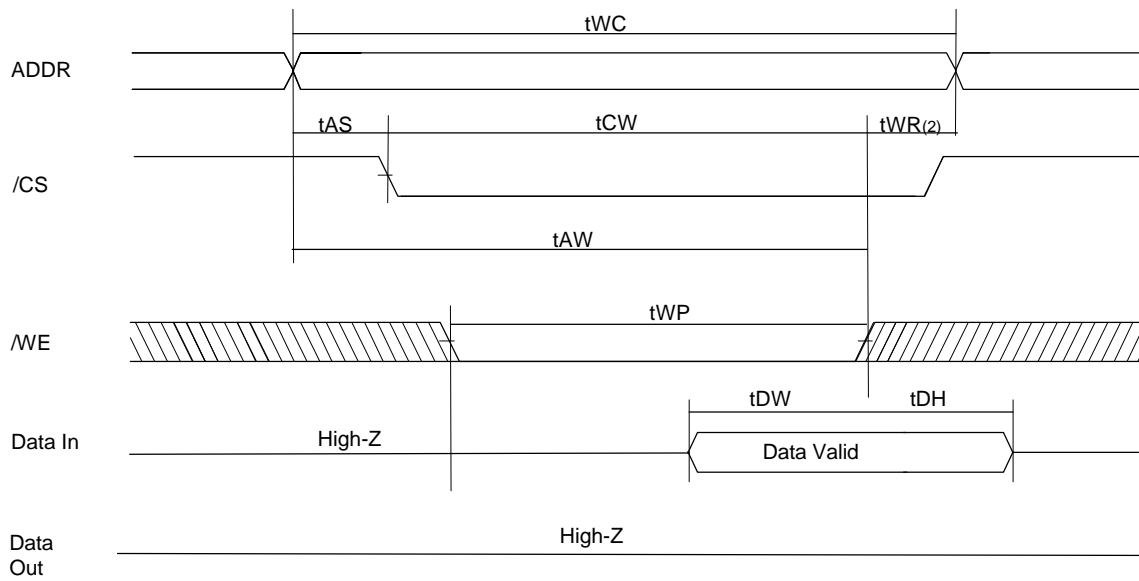 tWC
ADDR
tAS tCW tWR(2)
/CS
tAW
tWP
/WE
tDW tDH
Data In High-Z Data Valid
High-Z
Data
Out